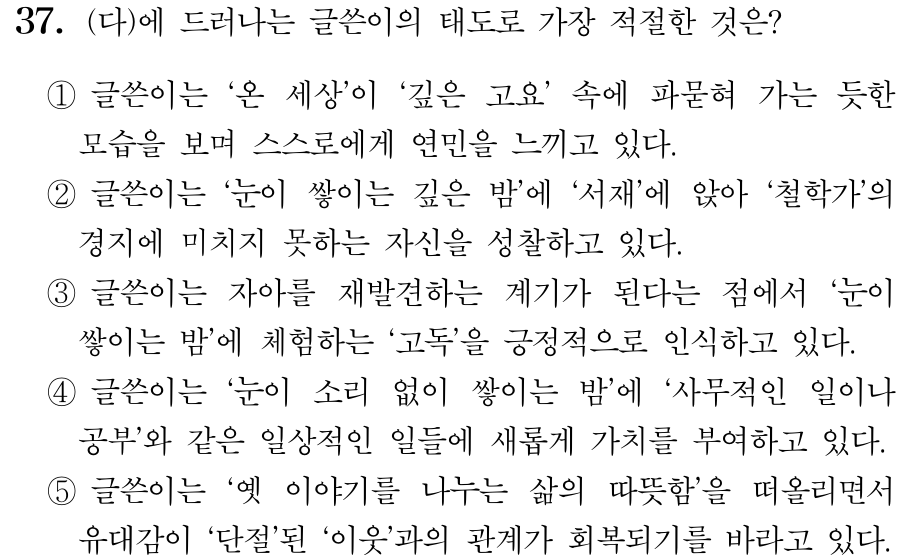 37. (다)에 드러나는 글쓴이의 태도로 가장 적절한 것은?
① 글쓴이는 ‘온 세상’이 ‘깊은 고요’ 속에 파묻혀 가는 듯한
모습을 보며 스스로에게 연민을 느끼고 있다.
② 글쓴이는 ‘눈이 쌓이는 깊은 밤’에 ‘서재’에 앉아 ‘철학가’의
경지에 미치지 못하는 자신을 성찰하고 있다.
③ 글쓴이는 자아를 재발견하는 계기가 된다는 점에서 ‘눈이
쌓이는 밤’에 체험하는 ‘고독’을 긍정적으로 인식하고 있다.
④ 글쓴이는 ‘눈이 소리 없이 쌓이는 밤’에 ‘사무적인 일이나
공부’와 같은 일상적인 일들에 새롭게 가치를 부여하고 있다.
⑤ 글쓴이는 ‘옛 이야기를 나누는 삶의 따뜻함’을 떠올리면서
유대감이 ‘단절’된 ‘이웃’과의 관계가 회복되기를 바라고 있다.